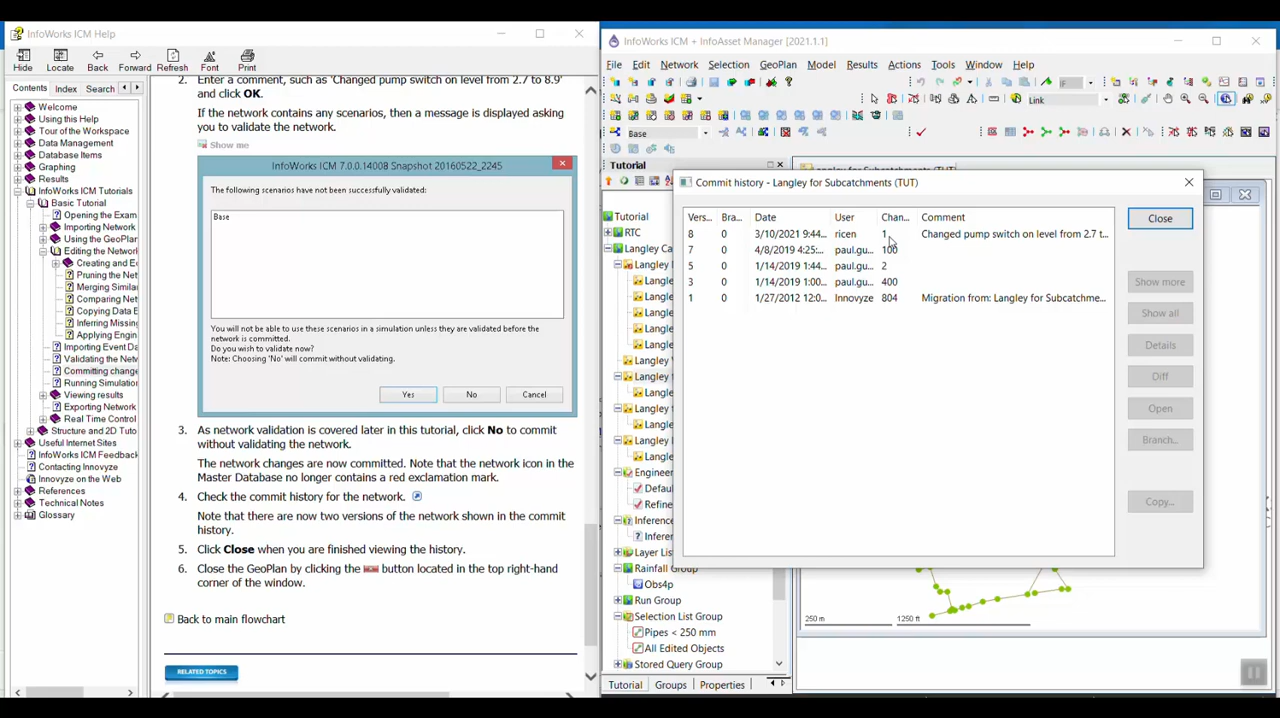 InfoWorks ICM Help
Hide Locate Back Forward Refresh Font Print
Contents Index Search
Welcome
Using this Help
Tour of the Workspace
Data Management
Database Items
Graphing
Results
InfoWorks ICM Tutorials
Basic Tutorial
Opening the Exam
Importing Network
Using the GeoPlan
Editing the Network
Creating and Ed
Pruning the Net
Merging Similar
Comparing Net
Copying Data B
Inferring Missing
Applying Engin
Importing Event Da
Validating the Netw
Committing change
Running Simulation
Viewing results
Exporting Network
Real Time Control
Structure and 2D Tuto
Useful Internet Sites
InfoWorks ICM Feedback
Contacting Innovyze
Innovyze on the Web
References
Technical Notes
Glossary
2. Enter a comment, such as 'Changed pump switch on level from 2.7 to 8.9'
and click OK.
If the network contains any scenarios, then a message is displayed asking
you to validate the network.
Show me
InfoWorks ICM 7.0.0.14008 Snapshot 20160522_2245
The following scenarios have not been successfully validated:
Base
You will not be able to use these scenarios in a simulation unless they are validated before the
network is committed.
Do you wish to validate now?
Note: Choosing 'No' will commit without validating.
Yes No Cancel
3. As network validation is covered later in this tutorial, click No to commit
without validating the network.
The network changes are now committed. Note that the network icon in the
Master Database no longer contains a red exclamation mark.
4. Check the commit history for the network.
Note that there are now two versions of the network shown in the commit
history.
5. Click Close when you are finished viewing the history.
6. Close the GeoPlan by clicking the button located in the top right-hand
corner of the window.
Back to main flowchart
RELATED TOPICS
InfoWorks ICM + InfoAsset Manager [2021.1.1]
File Edit Network Selection GeoPlan Model Results Actions Tools Window Help
Link
Base
Tutorial
Tutorial
RTC
Langley Ca
Langley
Langley
Langley
Langley
Langley
Langley
Langley
Langley f
Langley
Langley f
Langley
Langley
Langley
Engineer
Defau
Refine
Inference
Inferer
Layer Lis
Rainfall Group
Obs4p
Run Group
Selection List Group
Pipes < 250 mm
All Edited Objects
Stored Query Group
Tutorial Groups Properties
Langley for Subcatchments (TUT)
Commit history - Langley for Subcatchments (TUT)
Vers... Bra... Date User Chan... Comment
8 0 3/10/2021 9:44... ricen 1 Changed pump switch on level from 2.7 t...
7 0 4/8/2019 4:25:... paul.gu... 100
5 0 1/14/2019 1:44... paul.gu... 2
3 0 1/14/2019 1:00... paul.gu... 400
1 0 1/27/2012 12:0... Innovyze 804 Migration from: Langley for Subcatchme...
Close
Show more
Show all
Details
Diff
Open
Branch...
Copy...
250 m 1250 ft